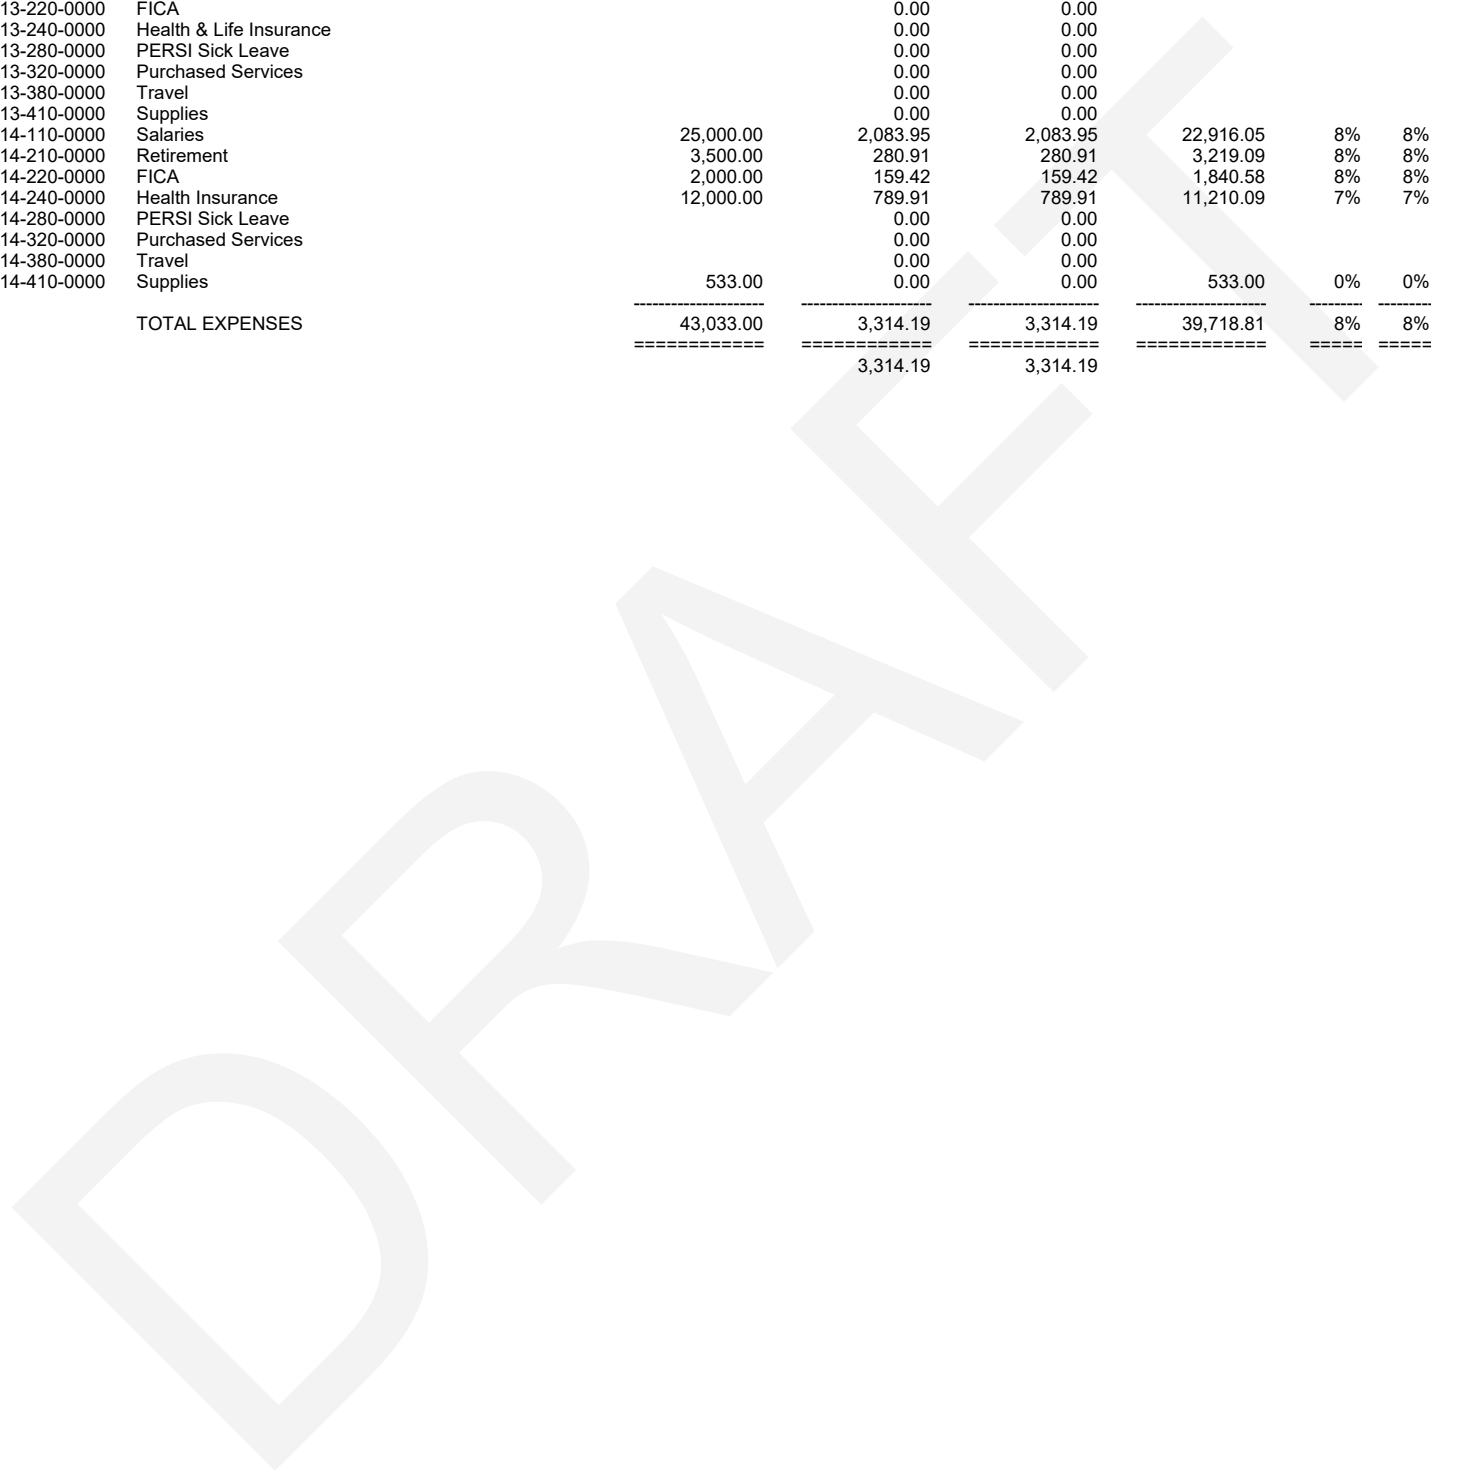 13-220-0000 FICA 0.00 0.00
13-240-0000 Health & Life Insurance 0.00 0.00
13-280-0000 PERSI Sick Leave 0.00 0.00
13-320-0000 Purchased Services 0.00 0.00
13-380-0000 Travel 0.00 0.00
13-410-0000 Supplies 0.00 0.00
14-110-0000 Salaries 25,000.00 2,083.95 2,083.95 22,916.05 8% 8%
14-210-0000 Retirement 3,500.00 280.91 280.91 3,219.09 8% 8%
14-220-0000 FICA 2,000.00 159.42 159.42 1,840.58 8% 8%
14-240-0000 Health Insurance 12,000.00 789.91 789.91 11,210.09 7% 7%
14-280-0000 PERSI Sick Leave 0.00 0.00
14-320-0000 Purchased Services 0.00 0.00
14-380-0000 Travel 0.00 0.00
14-410-0000 Supplies 533.00 0.00 0.00 533.00 0% 0%
--------------------- --------------------- --------------------- --------------------- -------- --------
TOTAL EXPENSES 43,033.00 3,314.19 3,314.19 39,718.81 8% 8%
============ ============ ============ ============ ===== =====
3,314.19 3,314.19
DRAFT